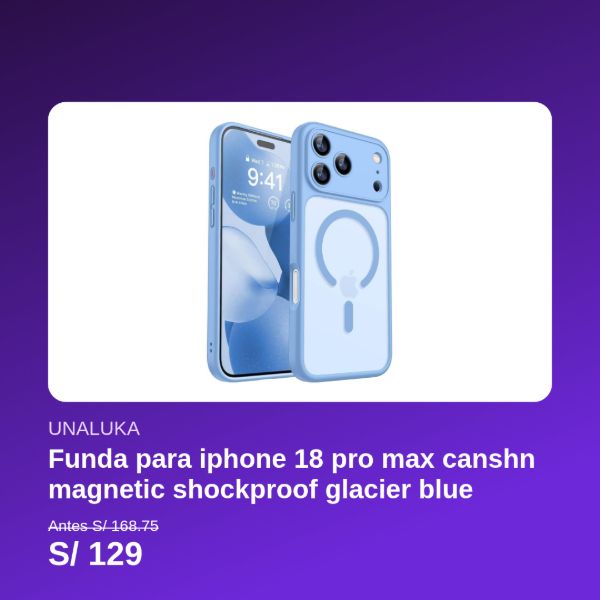 9:41
UNALUKA
Funda para iphone 18 pro max canshn
magnetic shockproof glacier blue
Antes S/ 168.75
S/ 129